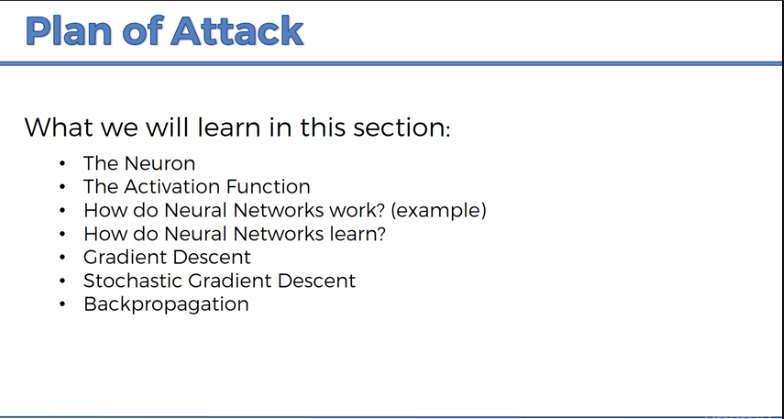 Plan of Attack
What we will learn in this section:
• The Neuron
• The Activation Function
• How do Neural Networks work? (example)
• How do Neural Networks learn?
• Gradient Descent
• Stochastic Gradient Descent
• Backpropagation